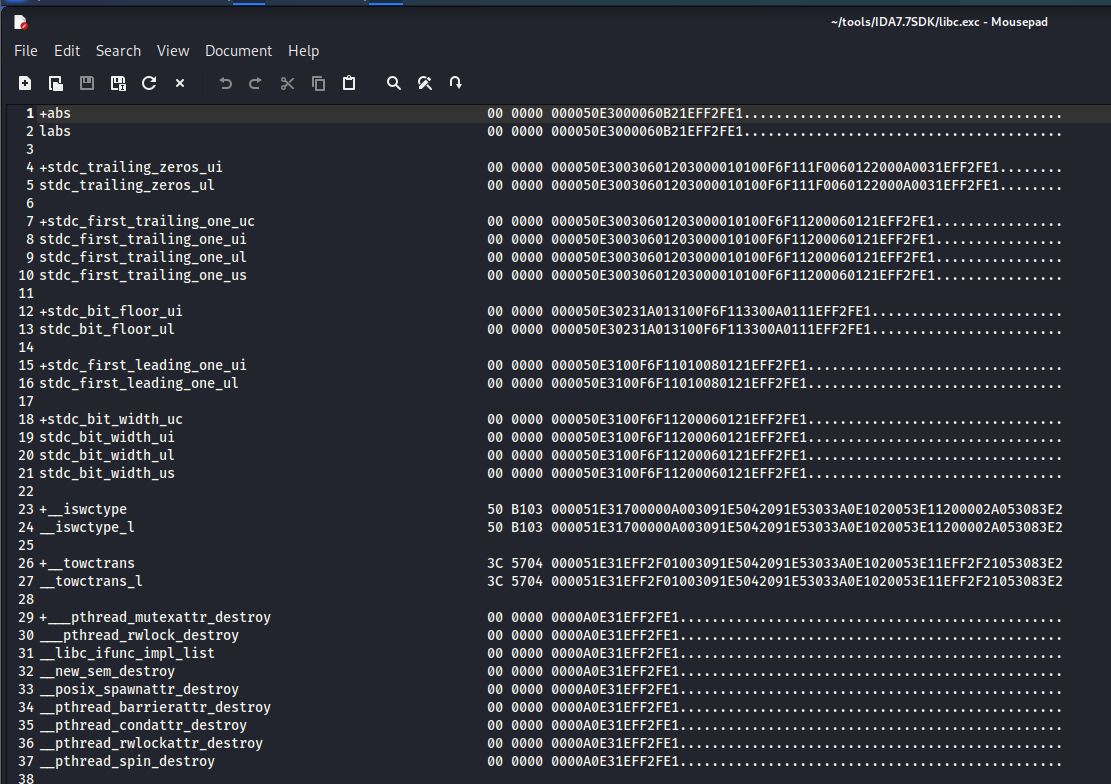 ~/tools/IDA7.7SDK/libc.exc - Mousepad
File Edit Search View Document Help
1 +abs 00 0000 000050E3000060B21EFF2FE1........................................
2 labs 00 0000 000050E3000060B21EFF2FE1........................................
3
4 +stdc_trailing_zeros_ui 00 0000 000050E30030601203000010100F6F111F0060122000A0031EFF2FE1........
5 stdc_trailing_zeros_ul 00 0000 000050E30030601203000010100F6F111F0060122000A0031EFF2FE1........
6
7 +stdc_first_trailing_one_uc 00 0000 000050E30030601203000010100F6F11200060121EFF2FE1................
8 stdc_first_trailing_one_ui 00 0000 000050E30030601203000010100F6F11200060121EFF2FE1................
9 stdc_first_trailing_one_ul 00 0000 000050E30030601203000010100F6F11200060121EFF2FE1................
10 stdc_first_trailing_one_us 00 0000 000050E30030601203000010100F6F11200060121EFF2FE1................
11
12 +stdc_bit_floor_ui 00 0000 000050E30231A013100F6F113300A0111EFF2FE1........................
13 stdc_bit_floor_ul 00 0000 000050E30231A013100F6F113300A0111EFF2FE1........................
14
15 +stdc_first_leading_one_ui 00 0000 000050E3100F6F11010080121EFF2FE1................................
16 stdc_first_leading_one_ul 00 0000 000050E3100F6F11010080121EFF2FE1................................
17
18 +stdc_bit_width_uc 00 0000 000050E3100F6F11200060121EFF2FE1................................
19 stdc_bit_width_ui 00 0000 000050E3100F6F11200060121EFF2FE1................................
20 stdc_bit_width_ul 00 0000 000050E3100F6F11200060121EFF2FE1................................
21 stdc_bit_width_us 00 0000 000050E3100F6F11200060121EFF2FE1................................
22
23 +__iswctype 50 B103 000051E31700000A003091E5042091E53033A0E1020053E11200002A053083E2
24 __iswctype_l 50 B103 000051E31700000A003091E5042091E53033A0E1020053E11200002A053083E2
25
26 +__towctrans 3C 5704 000051E31EFF2F01003091E5042091E53033A0E1020053E11EFF2F21053083E2
27 __towctrans_l 3C 5704 000051E31EFF2F01003091E5042091E53033A0E1020053E11EFF2F21053083E2
28
29 +___pthread_mutexattr_destroy 00 0000 0000A0E31EFF2FE1................................................
30 ___pthread_rwlock_destroy 00 0000 0000A0E31EFF2FE1................................................
31 __libc_ifunc_impl_list 00 0000 0000A0E31EFF2FE1................................................
32 __new_sem_destroy 00 0000 0000A0E31EFF2FE1................................................
33 __posix_spawnattr_destroy 00 0000 0000A0E31EFF2FE1................................................
34 __pthread_barrierattr_destroy 00 0000 0000A0E31EFF2FE1................................................
35 __pthread_condattr_destroy 00 0000 0000A0E31EFF2FE1................................................
36 __pthread_rwlockattr_destroy 00 0000 0000A0E31EFF2FE1................................................
37 __pthread_spin_destroy 00 0000 0000A0E31EFF2FE1................................................
38